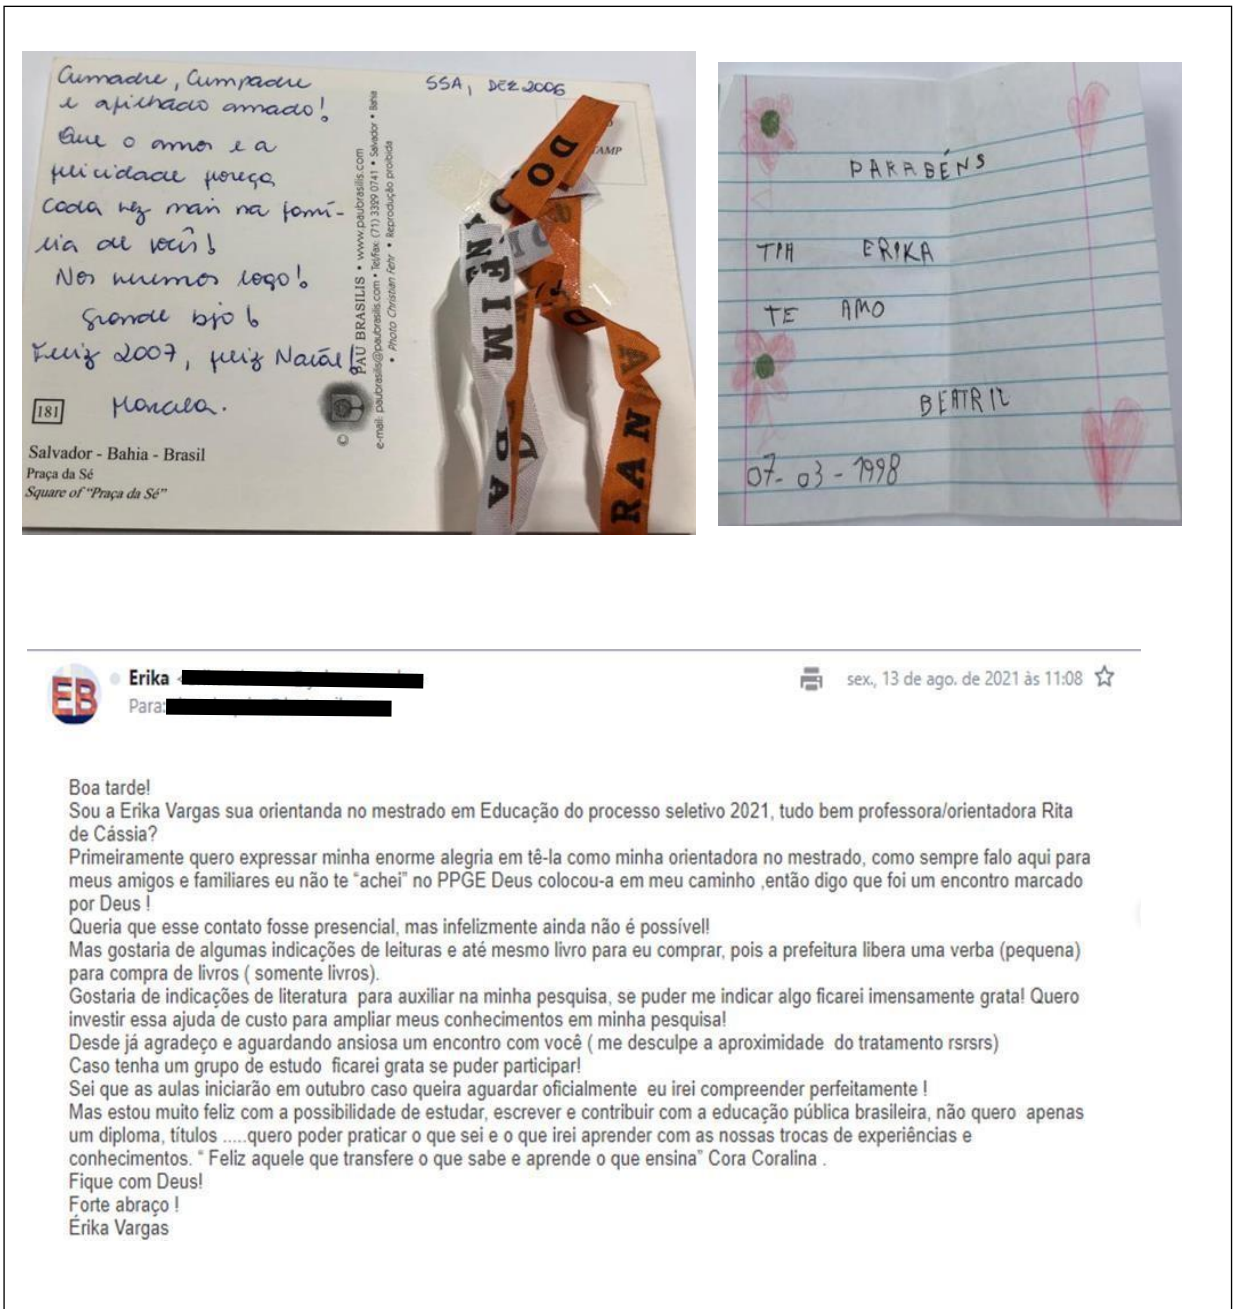 Cumadre, Cumpadre
e afilhado amado!
Que o amor e a
felicidade
cada vez mais na famí-
lia de vocês!
Nos veremos logo!
Grande bjo
Feliz 2007, feliz Natal!
Marcela.
SSA, DEZ 2006
181
Salvador - Bahia - Brasil
Praça da Sé
Square of "Praça da Sé"
© PAU BRASILIS • www.paubrasilis.com
e-mail: paubrasilis@paubrasilis.com • Tel/fax: (71) 3399 0741 • Salvador • Bahia
• Photo Christian Fehr • Reprodução proibida
DO
FIM
DA
RANA
PARABÉNS
TIA ERIKA
TE AMO
BEATRIZ
07-03-1998
EB
Erika
Para:
sex., 13 de ago. de 2021 às 11:08
Boa tarde!
Sou a Erika Vargas sua orientanda no mestrado em Educação do processo seletivo 2021, tudo bem professora/orientadora Rita
de Cássia?
Primeiramente quero expressar minha enorme alegria em tê-la como minha orientadora no mestrado, como sempre falo aqui para
meus amigos e familiares eu não te "achei" no PPGE Deus colocou-a em meu caminho ,então digo que foi um encontro marcado
por Deus !
Queria que esse contato fosse presencial, mas infelizmente ainda não é possível!
Mas gostaria de algumas indicações de leituras e até mesmo livro para eu comprar, pois a prefeitura libera uma verba (pequena)
para compra de livros ( somente livros).
Gostaria de indicações de literatura para auxiliar na minha pesquisa, se puder me indicar algo ficarei imensamente grata! Quero
investir essa ajuda de custo para ampliar meus conhecimentos em minha pesquisa!
Desde já agradeço e aguardando ansiosa um encontro com você ( me desculpe a aproximidade do tratamento rsrsrs)
Caso tenha um grupo de estudo ficarei grata se puder participar!
Sei que as aulas iniciarão em outubro caso queira aguardar oficialmente eu irei compreender perfeitamente !
Mas estou muito feliz com a possibilidade de estudar, escrever e contribuir com a educação pública brasileira, não quero apenas
um diploma, títulos .....quero poder praticar o que sei e o que irei aprender com as nossas trocas de experiências e
conhecimentos. " Feliz aquele que transfere o que sabe e aprende o que ensina" Cora Coralina .
Fique com Deus!
Forte abraço !
Érika Vargas